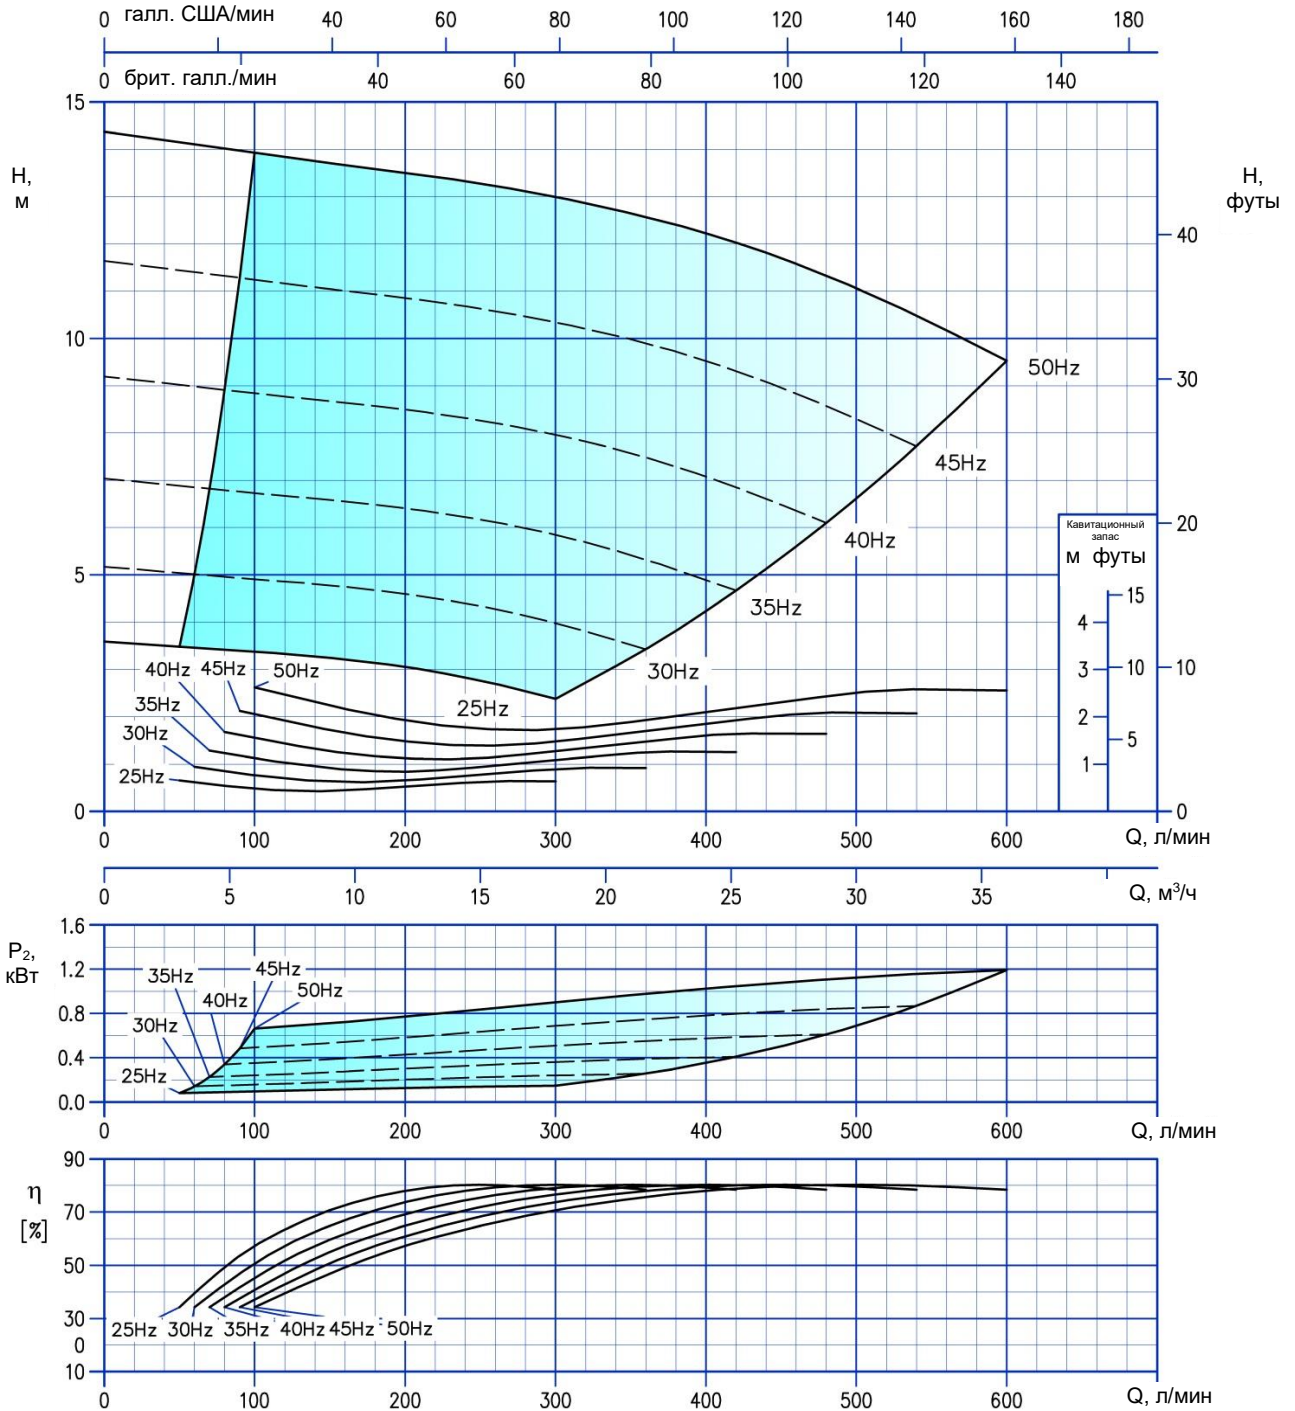 0 галл. США/мин 40 60 80 100 120 140 160 180
0 брит. галл./мин 40 60 80 100 120 140
15
H,
м
H,
футы
40
10
50Hz
30
45Hz
40Hz
20
Кавитационный
запас
м футы
5
35Hz
15
4
40Hz 45Hz 50Hz
30Hz
3 10 10
35Hz
25Hz
2
30Hz
5
25Hz
1
0 0
0 100 200 300 400 500 600 Q, л/мин
0 5 10 15 20 25 30 35 Q, м³/ч
1.6
P₂,
кВт
1.2
35Hz 45Hz
40Hz 50Hz
0.8
30Hz
0.4
25Hz
0.0
0 100 200 300 400 500 600 Q, л/мин
90
η
[%]
70
50
30
25Hz 30Hz 35Hz 40Hz 45Hz 50Hz
0
10
0 100 200 300 400 500 600 Q, л/мин